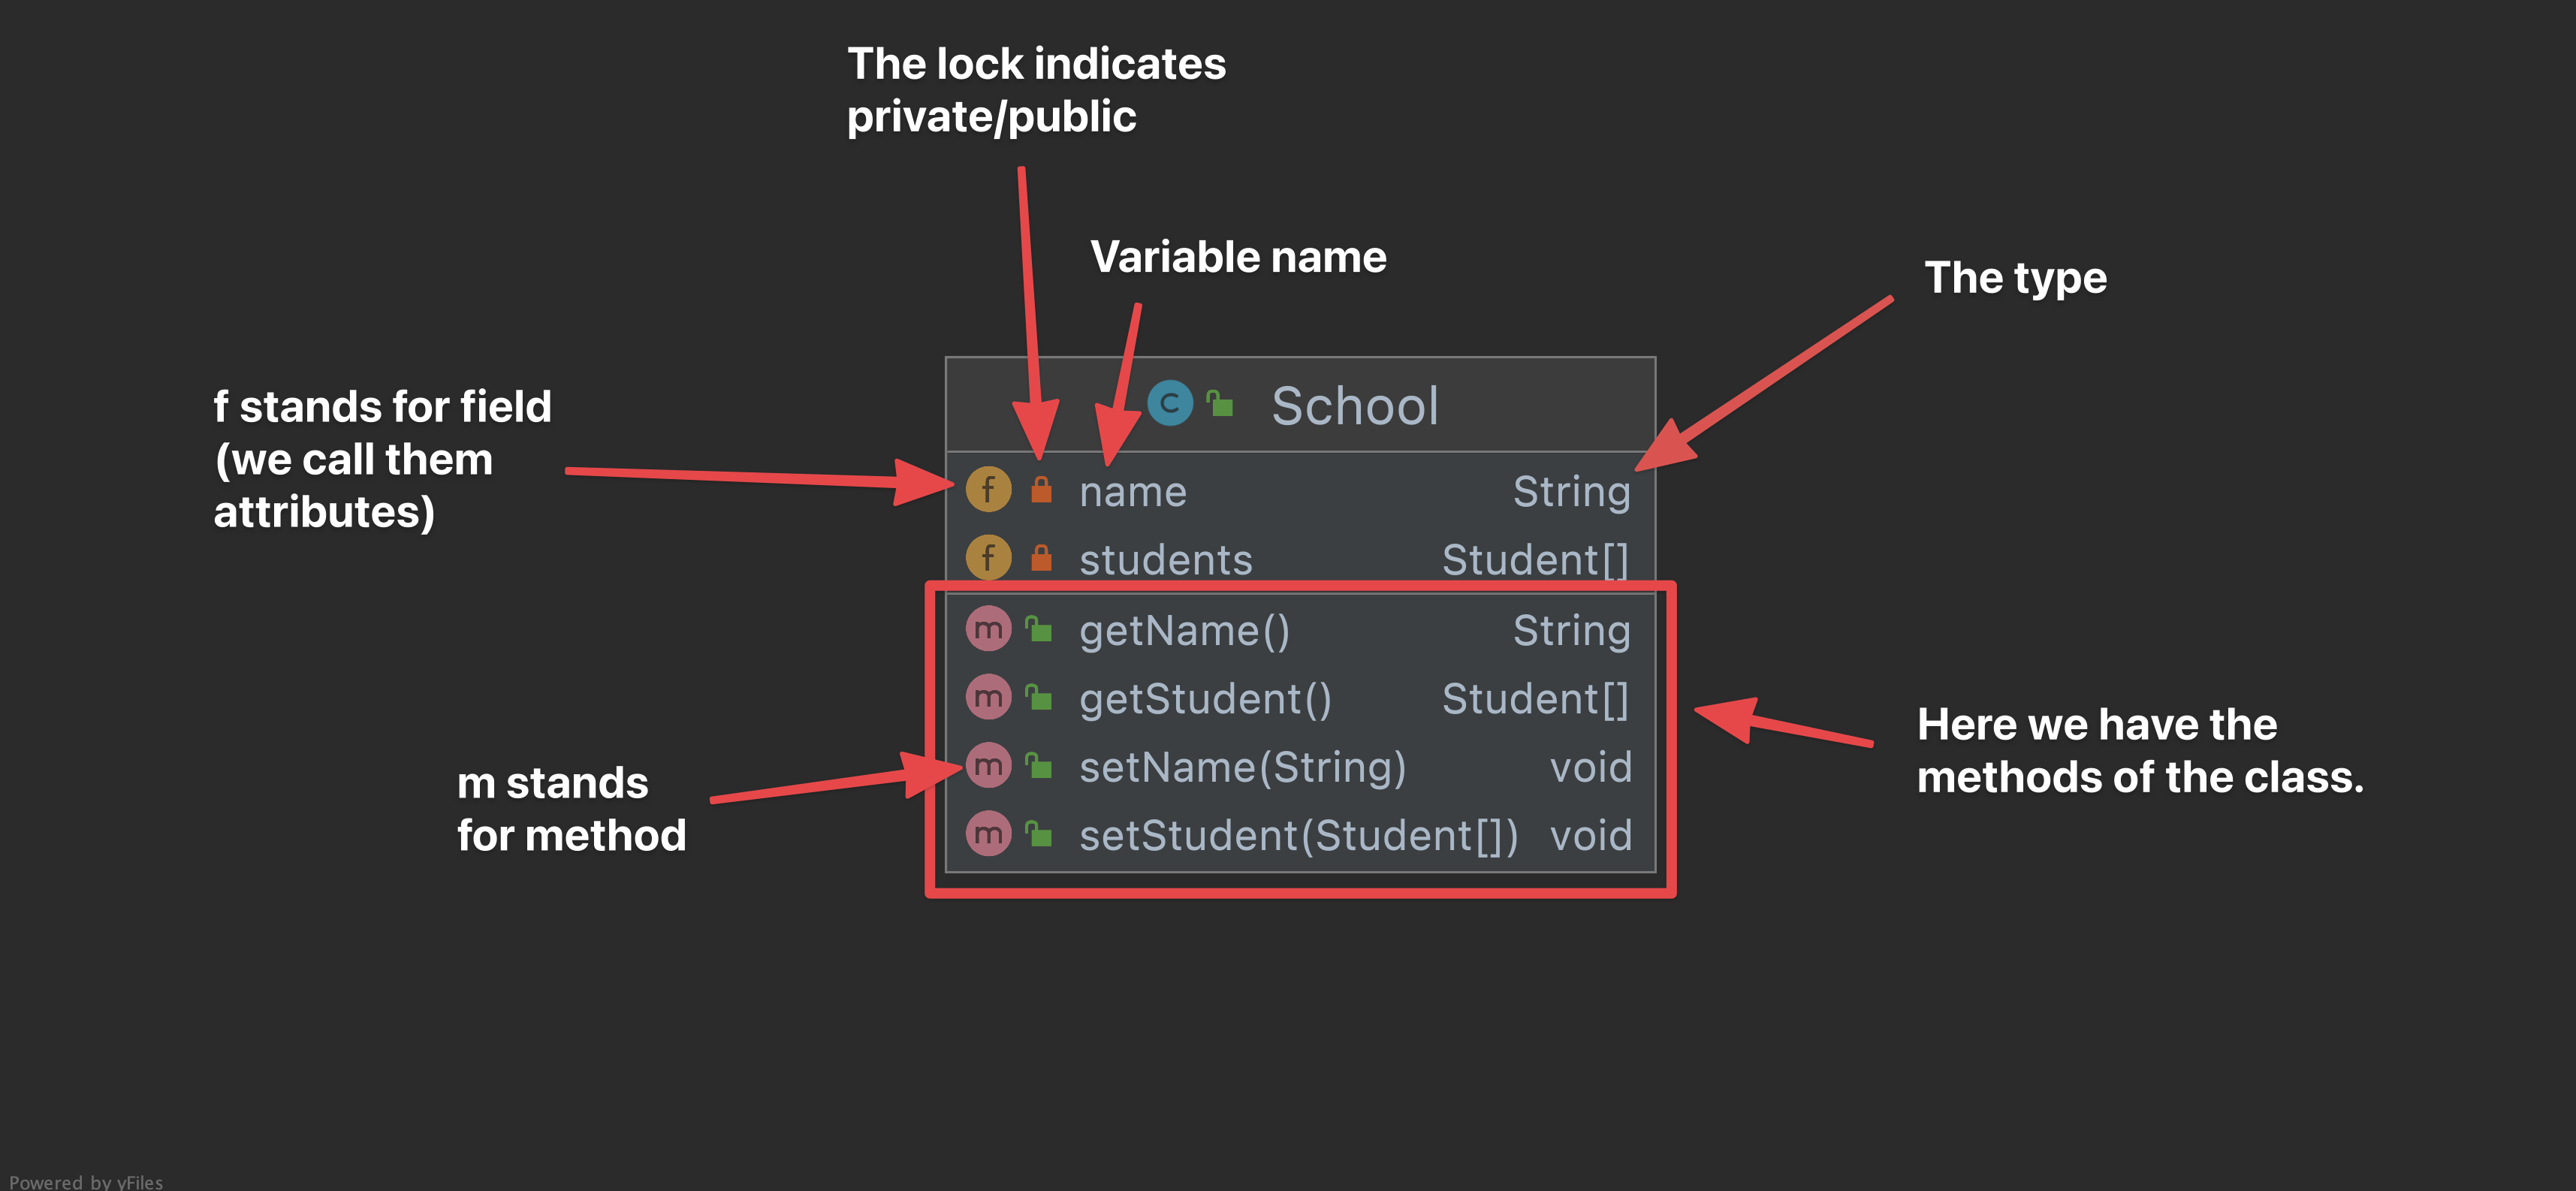 The lock indicates
private/public
Variable name
The type
f stands for field
(we call them
attributes)
C School
f name String
f students Student[]
m getName() String
m getStudent() Student[]
m setName(String) void
m setStudent(Student[]) void
m stands
for method
Here we have the
methods of the class.
Powered by yFiles